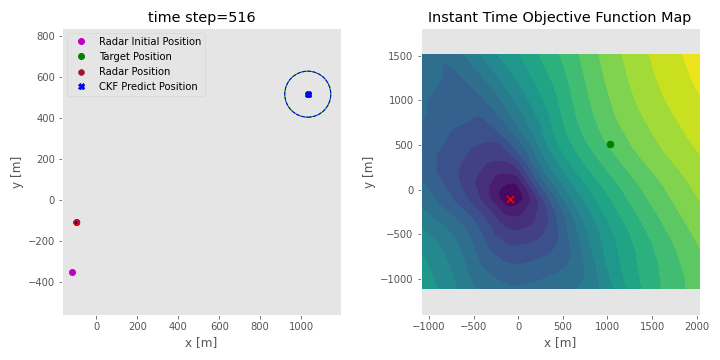 time step=516
Radar Initial Position
Target Position
Radar Position
CKF Predict Position
800
600
400
200
0
−200
−400
y [m]
0
200
400
600
800
1000
x [m]
Instant Time Objective Function Map
1500
1000
500
0
−500
−1000
y [m]
−1000
−500
0
500
1000
1500
2000
x [m]